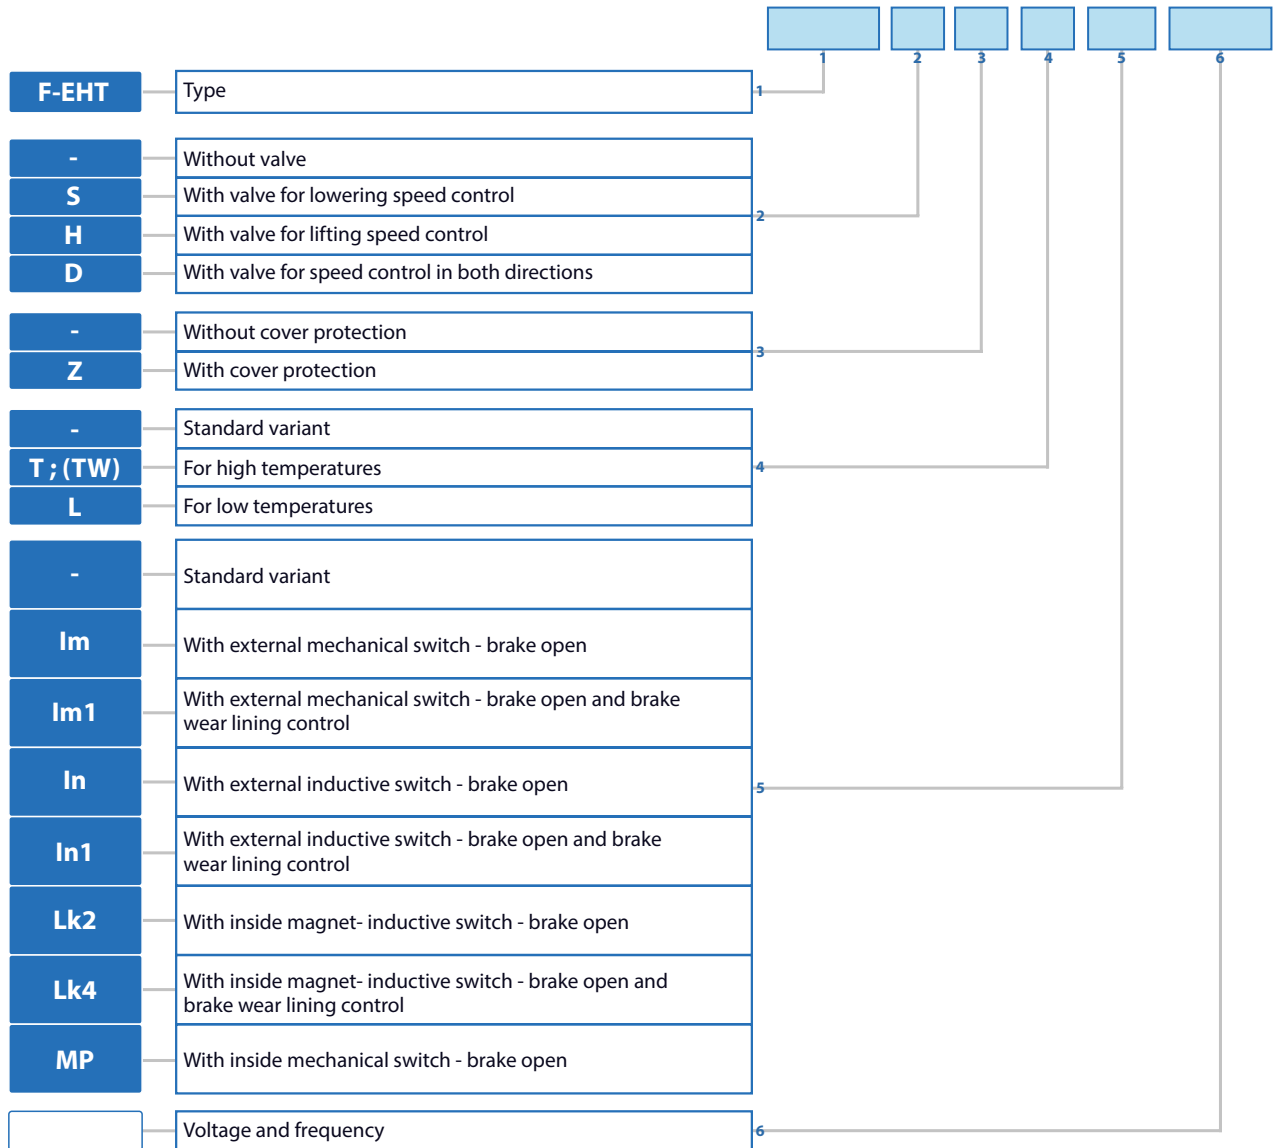 1 2 3 4 5 6
F-EHT Type 1
- Without valve
S With valve for lowering speed control
2
H With valve for lifting speed control
D With valve for speed control in both directions
- Without cover protection
3
Z With cover protection
- Standard variant
T ; (TW) For high temperatures 4
L For low temperatures
- Standard variant
Im With external mechanical switch - brake open
Im1 With external mechanical switch - brake open and brake
wear lining control
In With external inductive switch - brake open 5
In1 With external inductive switch - brake open and brake
wear lining control
Lk2 With inside magnet- inductive switch - brake open
Lk4 With inside magnet- inductive switch - brake open and
brake wear lining control
MP With inside mechanical switch - brake open
Voltage and frequency 6